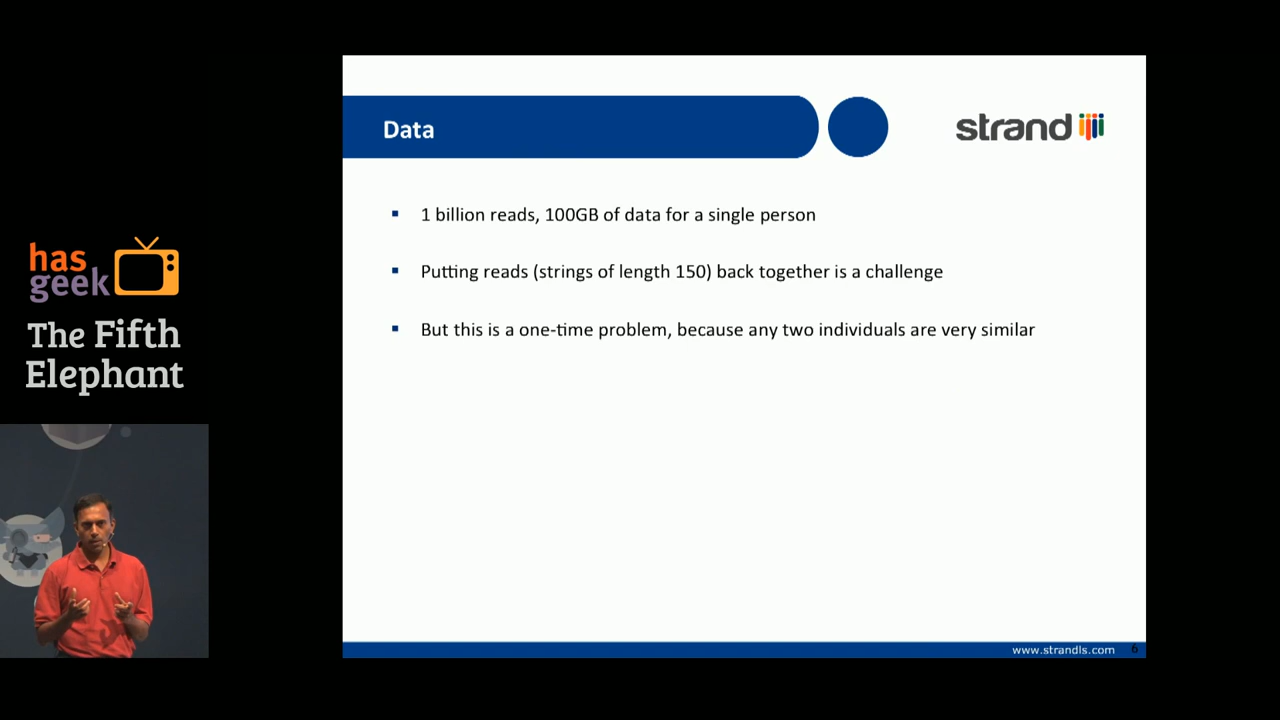 has
geek
The Fifth
Elephant
Data
strand
1 billion reads, 100GB of data for a single person
Putting reads (strings of length 150) back together is a challenge
But this is a one-time problem, because any two individuals are very similar
www.strandls.com 6